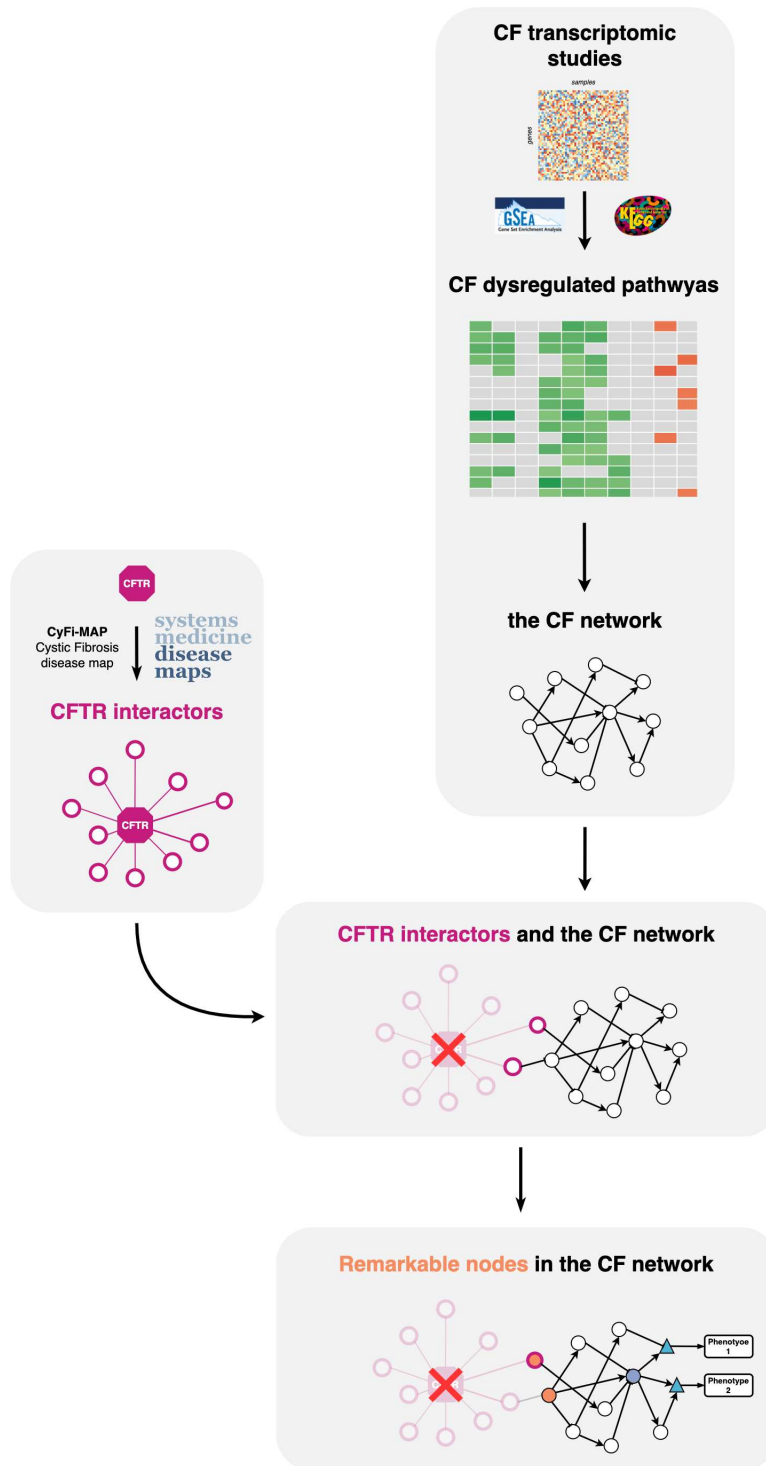 CF transcriptomic
studies
samples
genes
GSEA
Gene Set Enrichment Analysis
KEGG
CF dysregulated pathwyas
the CF network
CFTR
CyFi-MAP
Cystic Fibrosis
disease map
systems
medicine
disease
maps
CFTR interactors
CFTR
CFTR interactors and the CF network
Remarkable nodes in the CF network
Phenotyoe
1
Phenotype
2